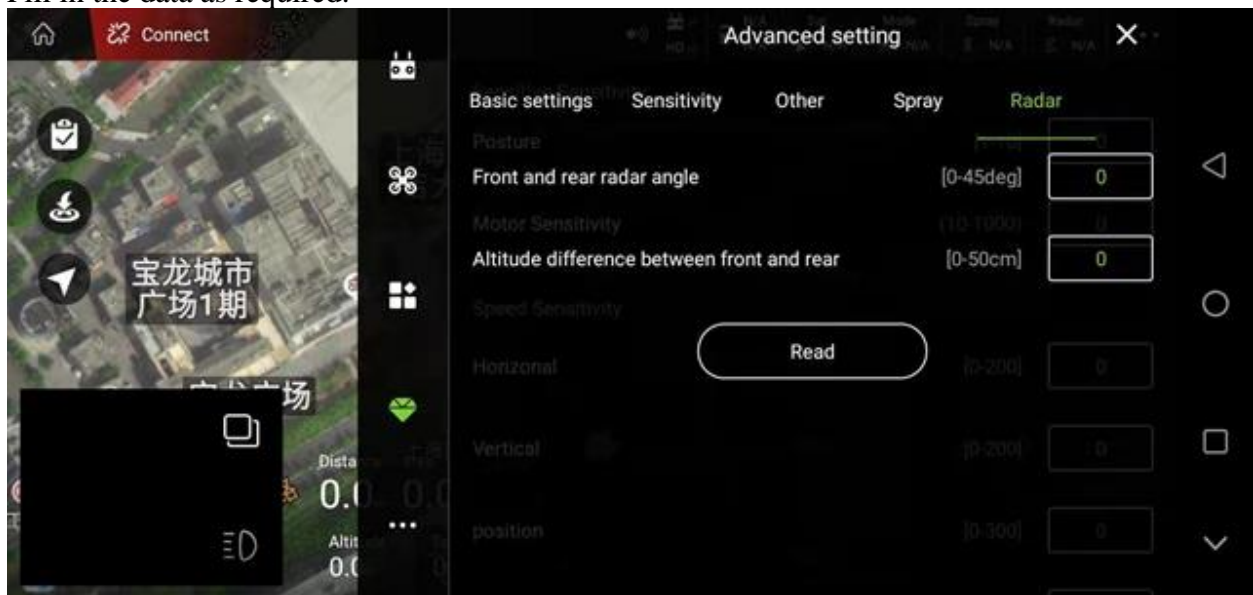 Fill in the data as required.
Connect
Advanced setting
Basic settings Sensitivity Other Spray Radar
Posture
Front and rear radar angle [0-45deg] 0
Motor Sensitivity (10-1000) 0
Altitude difference between front and rear [0-50cm] 0
Speed Sensitivity
Read
Horizonal [0-200] 0
Vertical [0-200] 0
position [0-300] 0
宝龙城市
广场1期
Dista
0.0
Altit
0.0